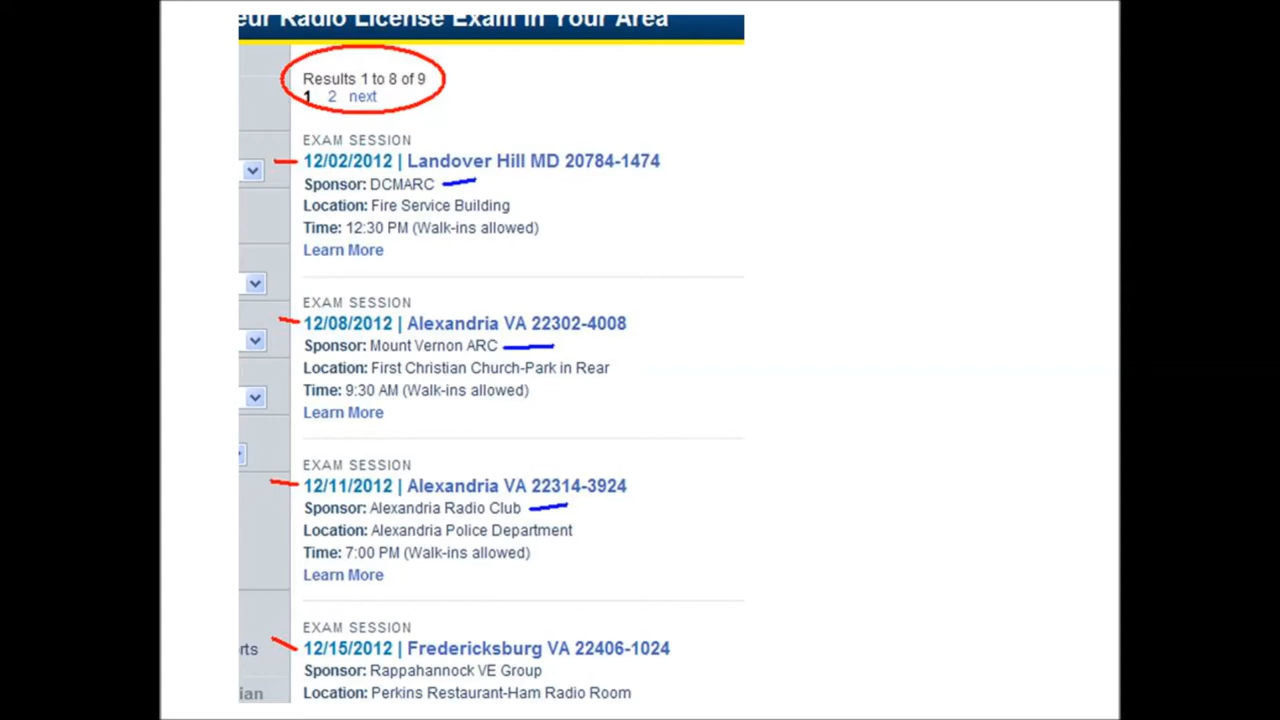 eur Radio License Exam in Your Area
Results 1 to 8 of 9
1 2 next
EXAM SESSION
12/02/2012 | Landover Hill MD 20784-1474
Sponsor: DCMARC
Location: Fire Service Building
Time: 12:30 PM (Walk-ins allowed)
Learn More
EXAM SESSION
12/08/2012 | Alexandria VA 22302-4008
Sponsor: Mount Vernon ARC
Location: First Christian Church-Park in Rear
Time: 9:30 AM (Walk-ins allowed)
Learn More
EXAM SESSION
12/11/2012 | Alexandria VA 22314-3924
Sponsor: Alexandria Radio Club
Location: Alexandria Police Department
Time: 7:00 PM (Walk-ins allowed)
Learn More
EXAM SESSION
rts
12/15/2012 | Fredericksburg VA 22406-1024
Sponsor: Rappahannock VE Group
ian
Location: Perkins Restaurant-Ham Radio Room